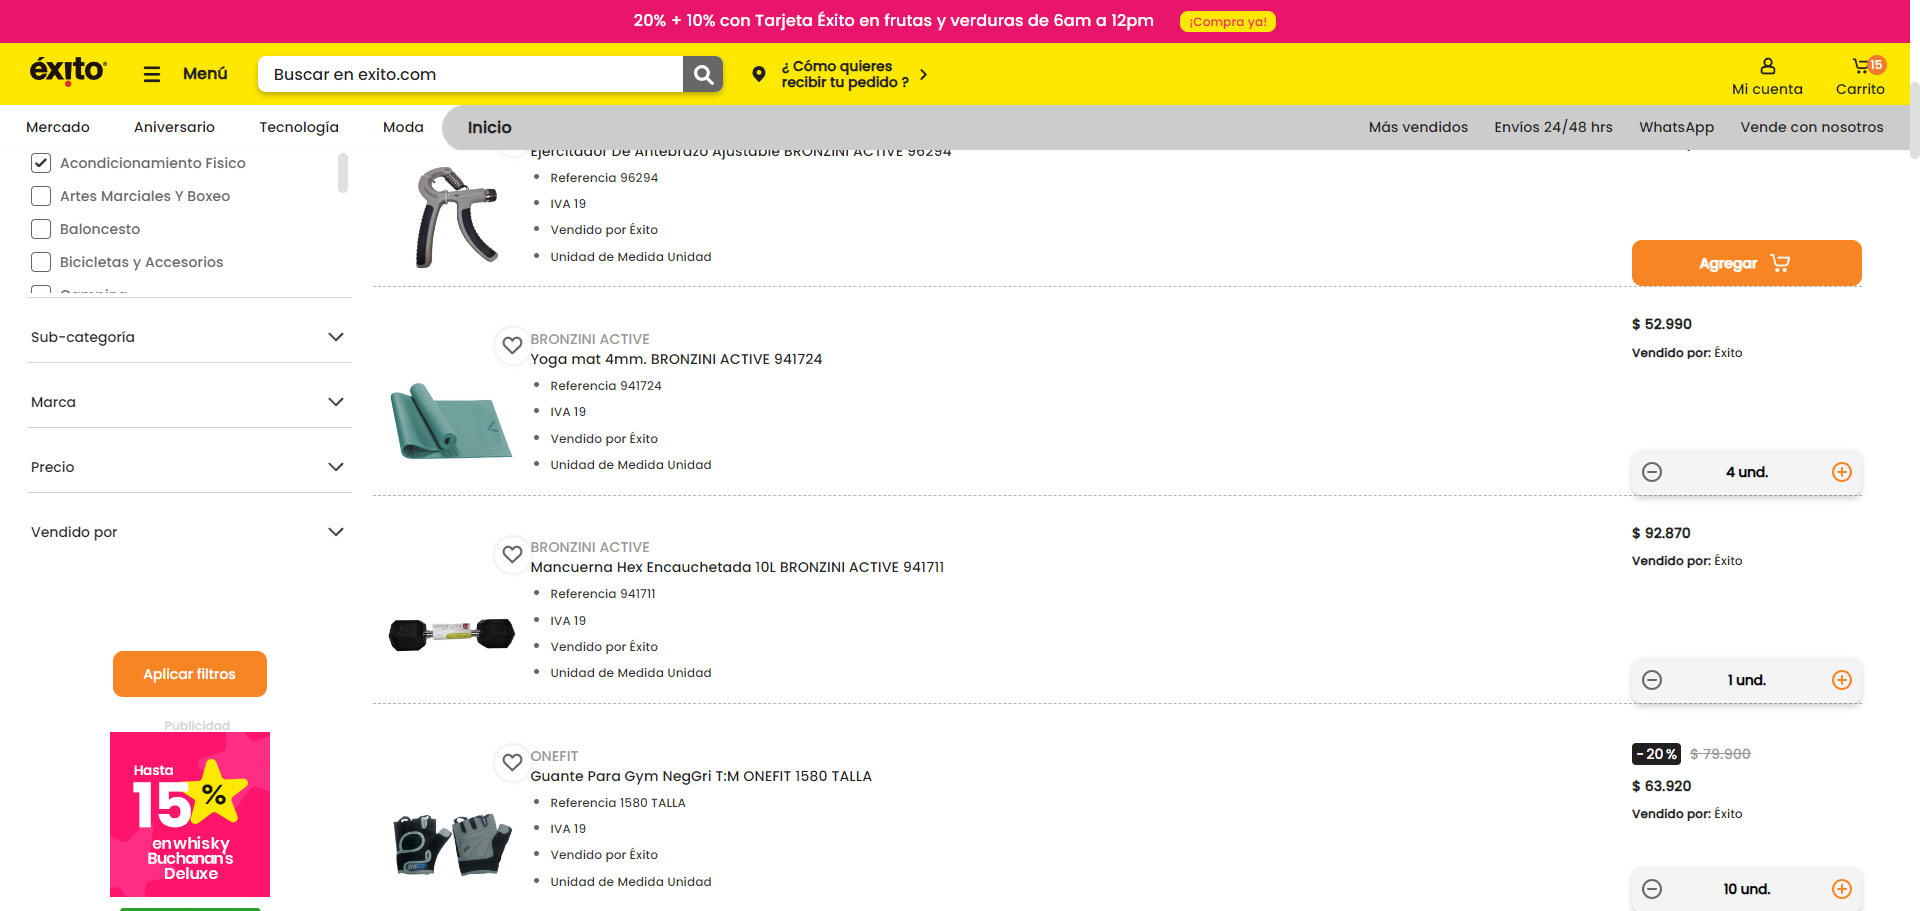 20% + 10% con Tarjeta Éxito en frutas y verduras de 6am a 12pm
¡Compra ya!
éxito
Menú
Buscar en exito.com
¿ Cómo quieres
recibir tu pedido ?
Mi cuenta
15
Carrito
Mercado
Aniversario
Tecnología
Moda
Inicio
Más vendidos
Envíos 24/48 hrs
WhatsApp
Vende con nosotros
Acondicionamiento Fisico
Artes Marciales Y Boxeo
Baloncesto
Bicicletas y Accesorios
Camping
Sub-categoría
Marca
Precio
Vendido por
Aplicar filtros
Publicidad
Hasta
15%
en whisky
Buchanan's
Deluxe
Ejercitador De Antebrazo Ajustable BRONZINI ACTIVE 96294
Referencia 96294
IVA 19
Vendido por Éxito
Unidad de Medida Unidad
Agregar
BRONZINI ACTIVE
Yoga mat 4mm. BRONZINI ACTIVE 941724
Referencia 941724
IVA 19
Vendido por Éxito
Unidad de Medida Unidad
$ 52.990
Vendido por: Éxito
4 und.
BRONZINI ACTIVE
Mancuerna Hex Encauchetada 10L BRONZINI ACTIVE 941711
Referencia 941711
IVA 19
Vendido por Éxito
Unidad de Medida Unidad
$ 92.870
Vendido por: Éxito
1 und.
ONEFIT
Guante Para Gym NegGri T:M ONEFIT 1580 TALLA
Referencia 1580 TALLA
IVA 19
Vendido por Éxito
Unidad de Medida Unidad
-20%
$ 79.900
$ 63.920
Vendido por: Éxito
10 und.